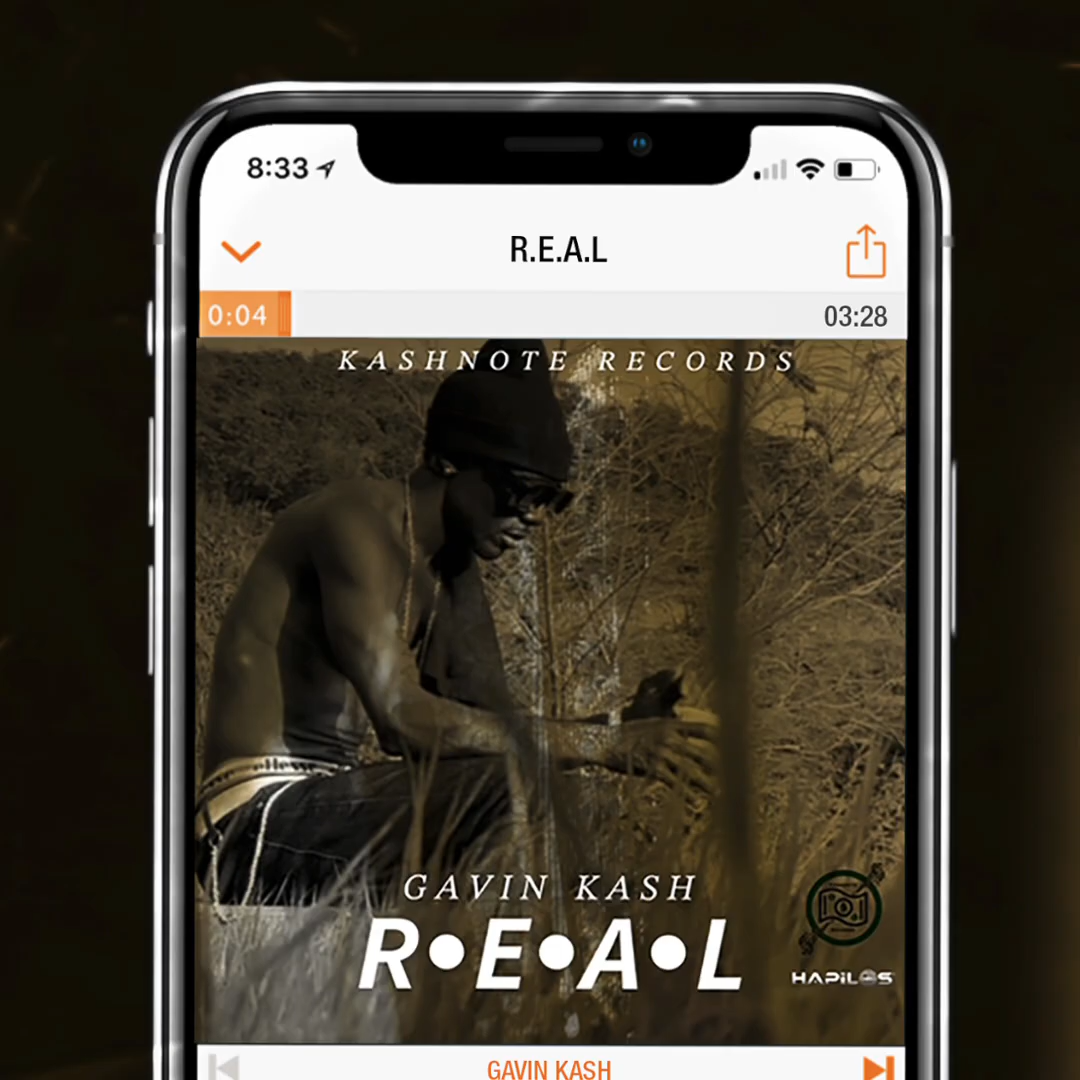 8:33
R.E.A.L
0:04
03:28
KASHNOTE RECORDS
GAVIN KASH
R•E•A•L
HAPILOS
GAVIN KASH